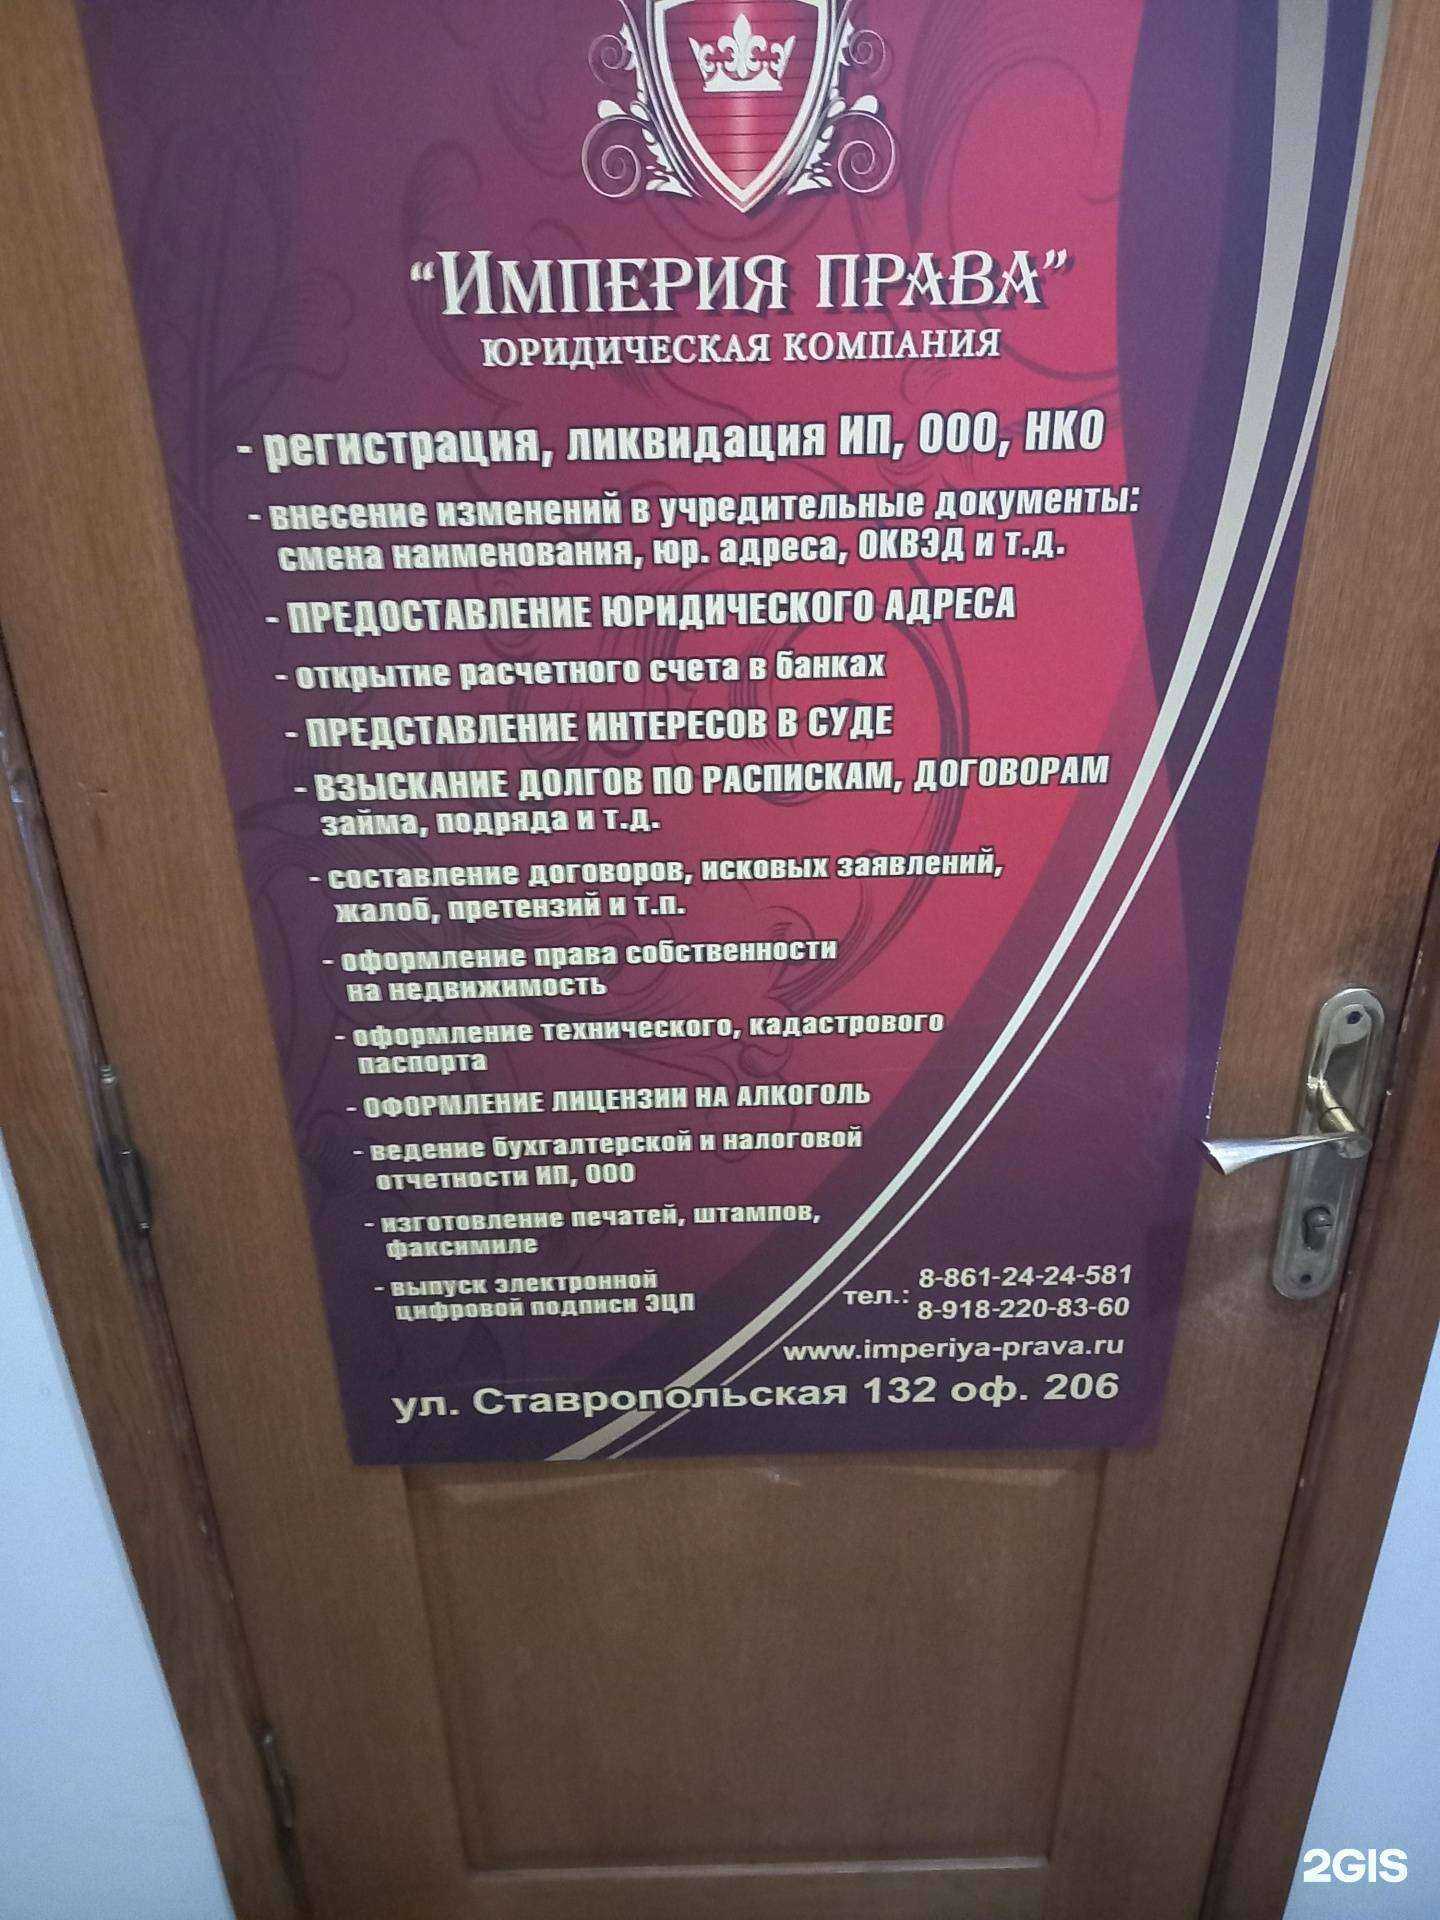 “Империя права”
юридическая компания
- регистрация, ликвидация ИП, ООО, НКО
- внесение изменений в учредительные документы:
смена наименования, юр. адреса, ОКВЭД и т.д.
- ПРЕДОСТАВЛЕНИЕ ЮРИДИЧЕСКОГО АДРЕСА
- открытие расчетного счета в банках
- ПРЕДСТАВЛЕНИЕ ИНТЕРЕСОВ В СУДЕ
- ВЗЫСКАНИЕ ДОЛГОВ ПО РАСПИСКАМ, ДОГОВОРАМ
займа, подряда и т.д.
- составление договоров, исковых заявлений,
жалоб, претензий и т.п.
- оформление права собственности
на недвижимость
- оформление технического, кадастрового
паспорта
- ОФОРМЛЕНИЕ ЛИЦЕНЗИИ НА АЛКОГОЛЬ
- ведение бухгалтерской и налоговой
отчетности ИП, ООО
- изготовление печатей, штампов,
факсимиле
- выпуск электронной
цифровой подписи ЭЦП
тел.: 8-861-24-24-581
8-918-220-83-60
www.imperiya-prava.ru
ул. Ставропольская 132 оф. 206
2GIS